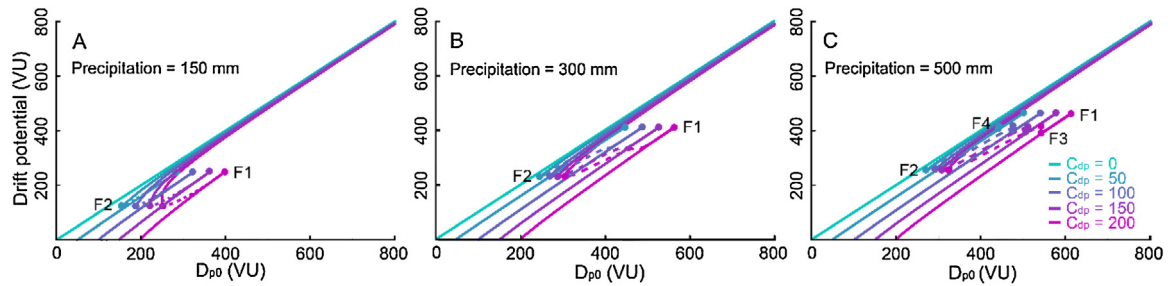 A
Precipitation = 150 mm
Drift potential (VU)
800
600
400
200
F1
F2
0
200
400
600
800
Dp0 (VU)
B
Precipitation = 300 mm
800
600
400
200
F1
F2
0
200
400
600
800
Dp0 (VU)
C
Precipitation = 500 mm
800
600
400
200
F4
F1
F3
F2
Cdp = 0
Cdp = 50
Cdp = 100
Cdp = 150
Cdp = 200
0
200
400
600
800
Dp0 (VU)